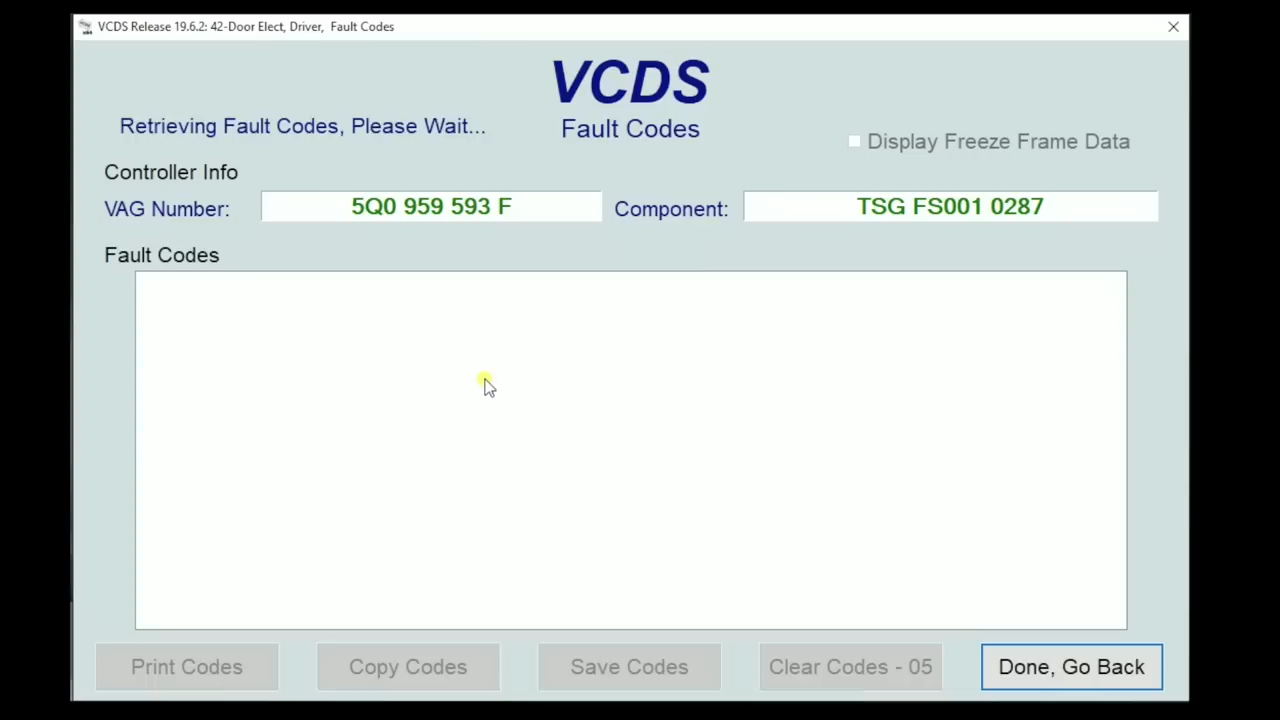 VCDS Release 19.6.2: 42-Door Elect, Driver,  Fault Codes
VCDS
Retrieving Fault Codes, Please Wait...
Fault Codes
Display Freeze Frame Data
Controller Info
VAG Number: 5Q0 959 593 F Component: TSG FS001 0287
Fault Codes
Print Codes Copy Codes Save Codes Clear Codes - 05 Done, Go Back